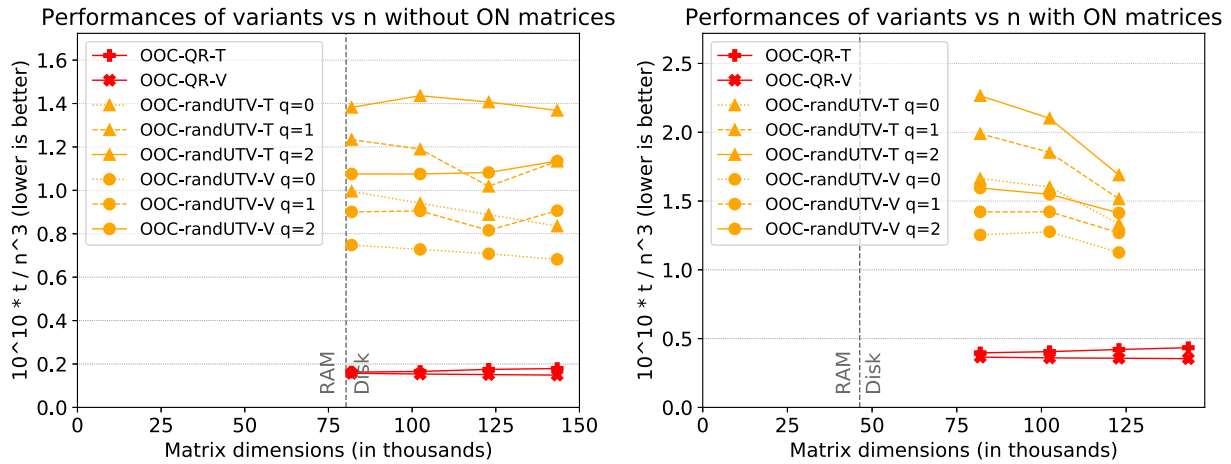 Performances of variants vs n without ON matrices
10^10 * t / n^3 (lower is better)
1.6
1.4
1.2
1.0
0.8
0.6
0.4
0.2
0.0
OOC-QR-T
OOC-QR-V
OOC-randUTV-T q=0
OOC-randUTV-T q=1
OOC-randUTV-T q=2
OOC-randUTV-V q=0
OOC-randUTV-V q=1
OOC-randUTV-V q=2
RAM
Disk
0 25 50 75 100 125 150
Matrix dimensions (in thousands)
Performances of variants vs n with ON matrices
10^10 * t / n^3 (lower is better)
2.5
2.0
1.5
1.0
0.5
0.0
OOC-QR-T
OOC-QR-V
OOC-randUTV-T q=0
OOC-randUTV-T q=1
OOC-randUTV-T q=2
OOC-randUTV-V q=0
OOC-randUTV-V q=1
OOC-randUTV-V q=2
RAM
Disk
0 25 50 75 100 125
Matrix dimensions (in thousands)